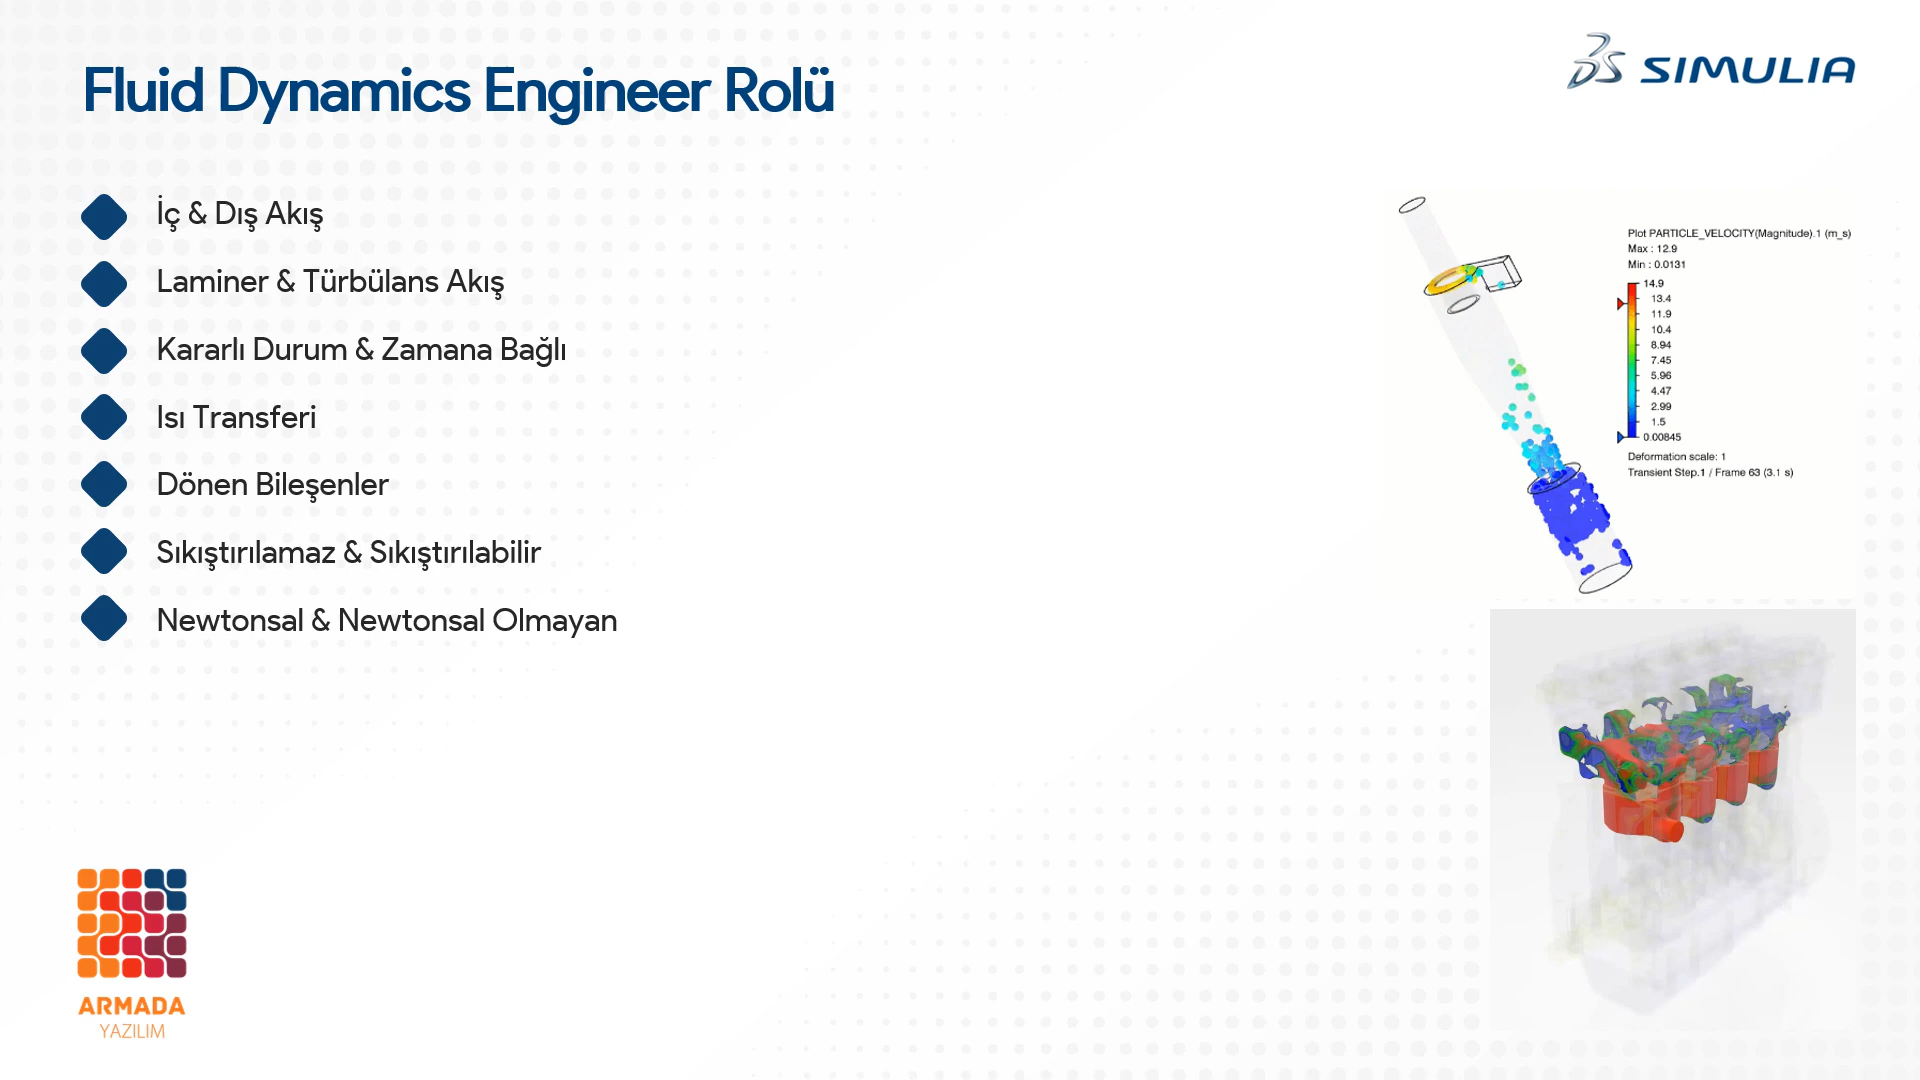 Fluid Dynamics Engineer Rolü
SIMULIA
İç & Dış Akış
Laminer & Türbülans Akış
Kararlı Durum & Zamana Bağlı
Isı Transferi
Dönen Bileşenler
Sıkıştırılamaz & Sıkıştırılabilir
Newtonsal & Newtonsal Olmayan
Plot PARTICLE_VELOCITY(Magnitude).1 (m_s)
Max : 12.9
Min : 0.0131
14.9
13.4
11.9
10.4
8.94
7.45
5.96
4.47
2.99
1.5
0.00845
Deformation scale: 1
Transient Step.1 / Frame 63 (3.1 s)
ARMADA
YAZILIM